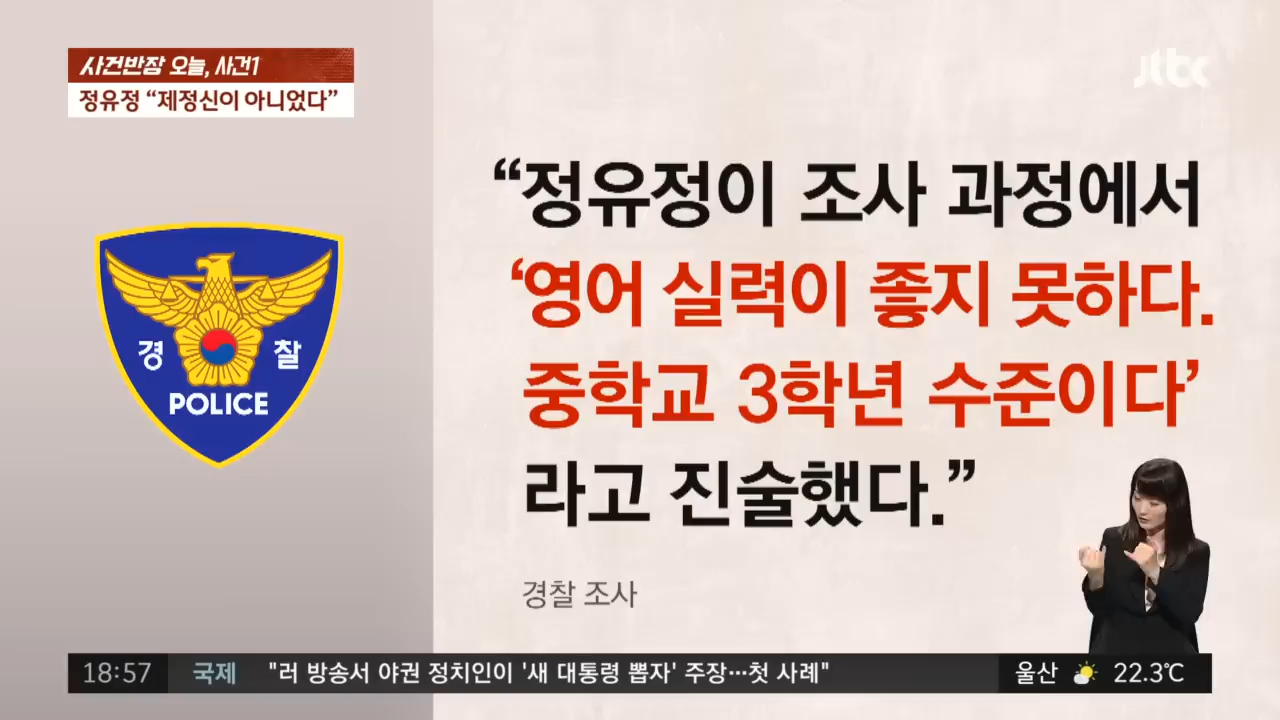 사건반장 오늘, 사건1
정유정 “제정신이 아니었다”
jtbc
“정유정이 조사 과정에서
‘영어 실력이 좋지 못하다.
중학교 3학년 수준이다’
라고 진술했다.”
경찰 조사
경 찰
POLICE
18:57 국제 "러 방송서 야권 정치인이 '새 대통령 뽑자' 주장…첫 사례" 울산 22.3℃